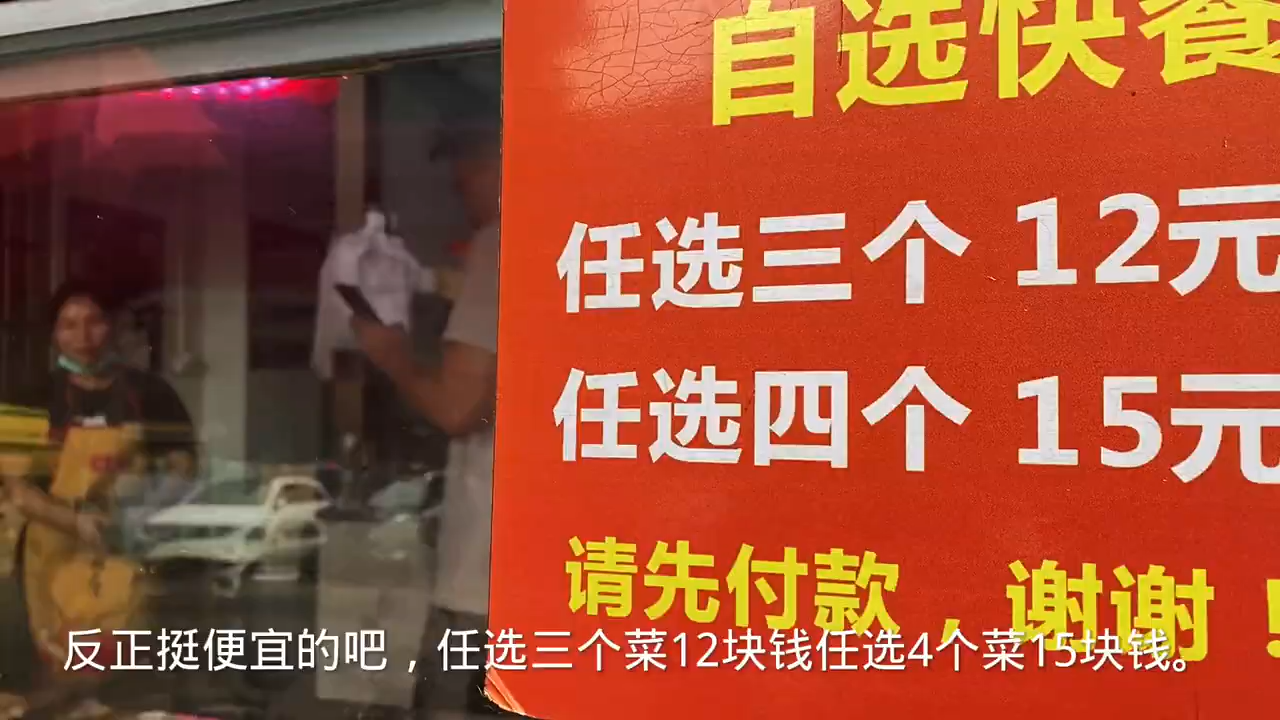 自选快餐
任选三个 12元
任选四个 15元
请先付款，谢谢！
反正挺便宜的吧，任选三个菜12块钱任选4个菜15块钱。